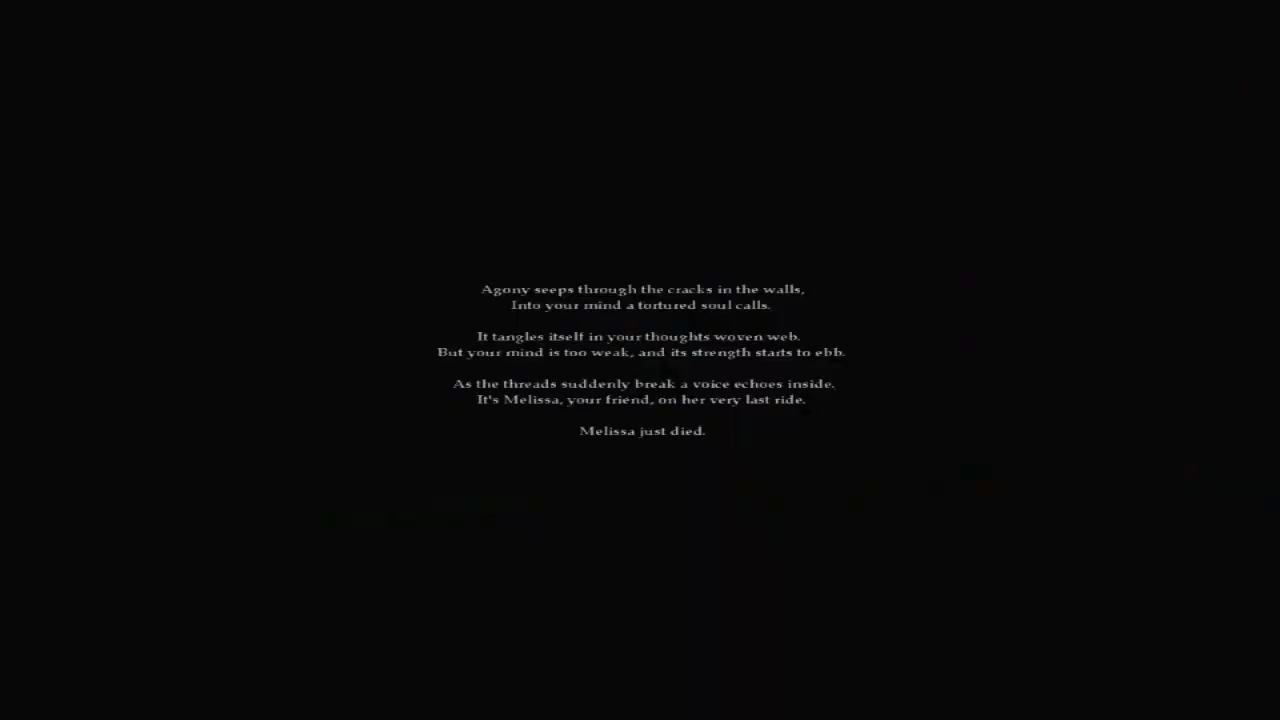 Agony seeps through the cracks in the walls,
Into your mind a tortured soul calls.
It tangles itself in your thoughts woven web.
But your mind is too weak, and its strength starts to ebb.
As the threads suddenly break a voice echoes inside.
It's Melissa, your friend, on her very last ride.
Melissa just died.